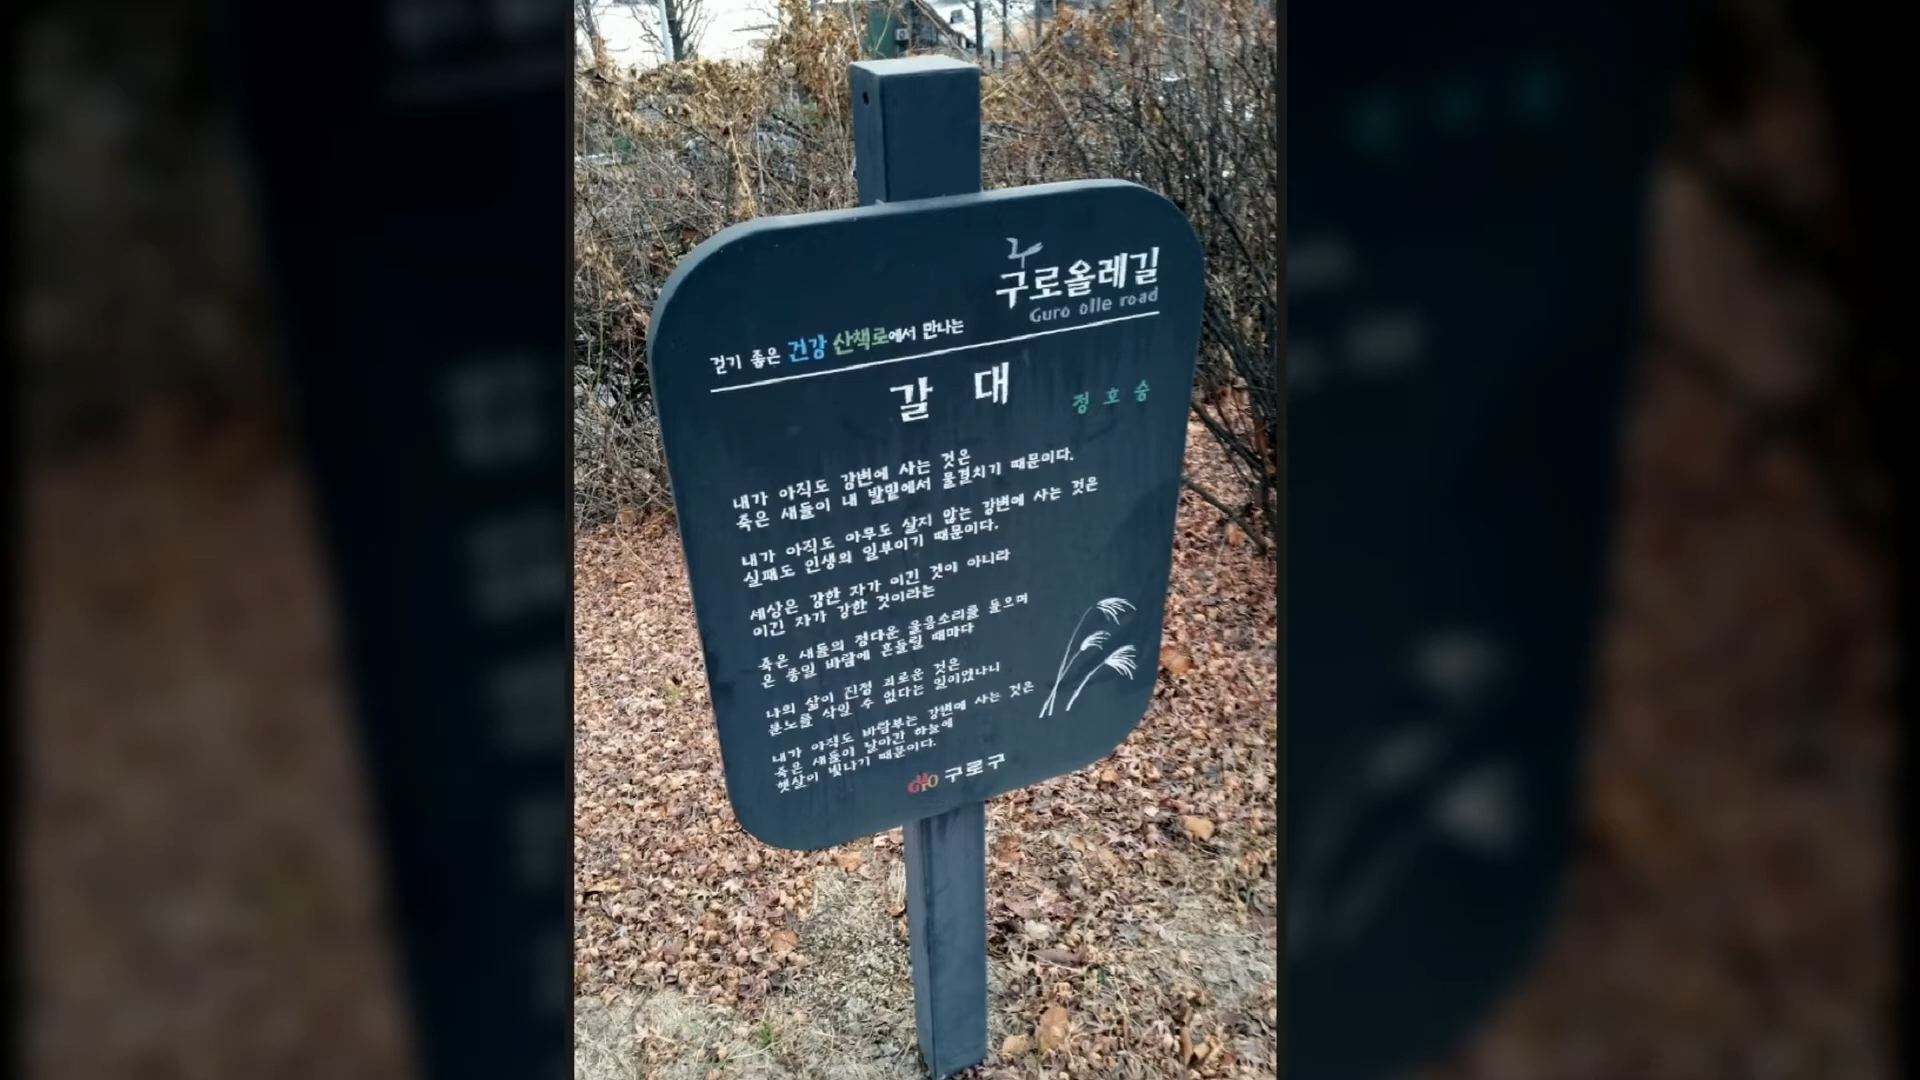 구로올레길
Guro olle road
걷기 좋은 건강 산책로에서 만나는
갈 대
정 호 승
내가 아직도 강변에 사는 것은
죽은 새들이 내 발밑에서 물결치기 때문이다.
내가 아직도 아무도 살지 않는 강변에 사는 것은
실패도 인생의 일부이기 때문이다.
세상은 강한 자가 이긴 것이 아니라
이긴 자가 강한 것이라는
죽은 새들의 정다운 울음소리를 들으며
온 종일 바람에 흔들릴 때마다
나의 삶이 진정 괴로운 것은
분노를 삭일 수 없다는 일이었나니
내가 아직도 바람부는 강변에 사는 것은
죽은 새들이 날아간 하늘에
햇살이 빛나기 때문이다.
구로구